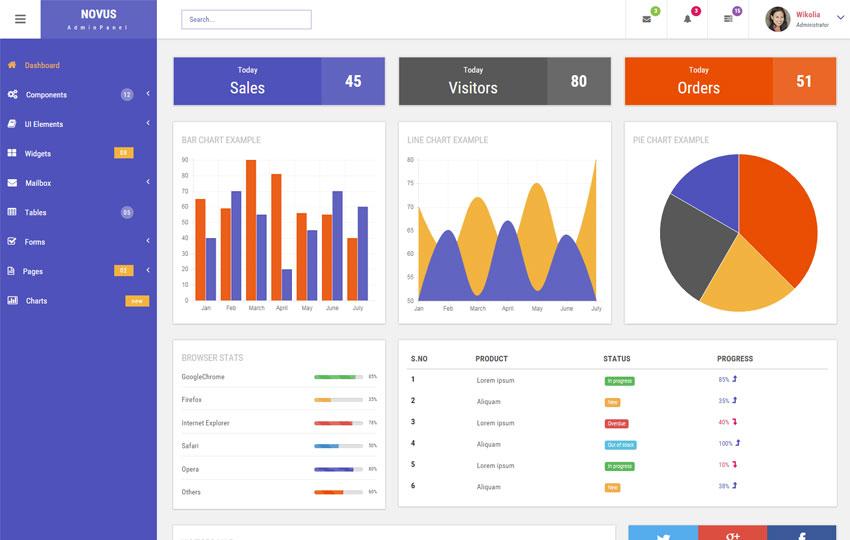 NOVUS
AdminPanel
Search...
3
3
15
Wikolia
Administrator
Dashboard
Components 12
UI Elements
Widgets 08
Mailbox
Tables 05
Forms
Pages 02
Charts new
Today
Sales
45
Today
Visitors
80
Today
Orders
51
BAR CHART EXAMPLE
90
80
70
60
50
40
30
20
10
0
Jan Feb March April May June July
LINE CHART EXAMPLE
80
75
70
65
60
55
50
Jan Feb March April May June July
PIE CHART EXAMPLE
BROWSER STATS
GoogleChrome 85%
Firefox 35%
Internet Explorer 78%
Safari 50%
Opera 80%
Others 60%
S.NO PRODUCT STATUS PROGRESS
1 Lorem ipsum In progress 85%
2 Aliquam New 35%
3 Lorem ipsum Overdue 40%
4 Aliquam Out of stock 100%
5 Lorem ipsum In progress 10%
6 Aliquam New 38%
g+
f